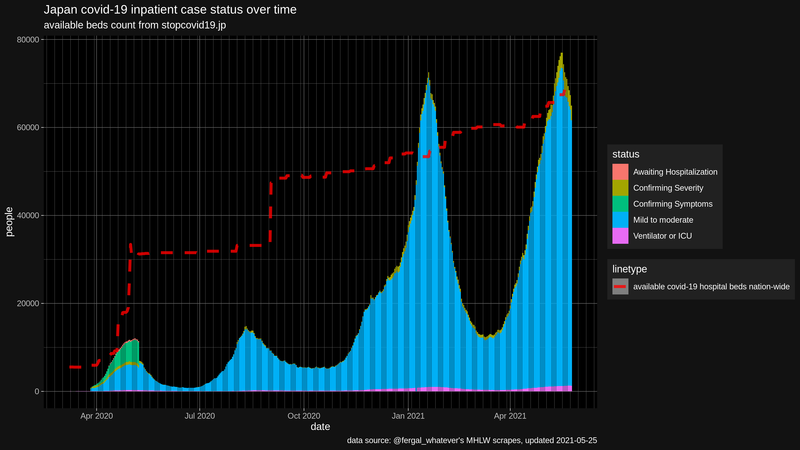 Japan covid-19 inpatient case status over time
available beds count from stopcovid19.jp
80000
60000
40000
20000
0
people
Apr 2020
Jul 2020
Oct 2020
Jan 2021
Apr 2021
date
status
Awaiting Hospitalization
Confirming Severity
Confirming Symptoms
Mild to moderate
Ventilator or ICU
linetype
available covid-19 hospital beds nation-wide
data source: @fergal_whatever's MHLW scrapes, updated 2021-05-25